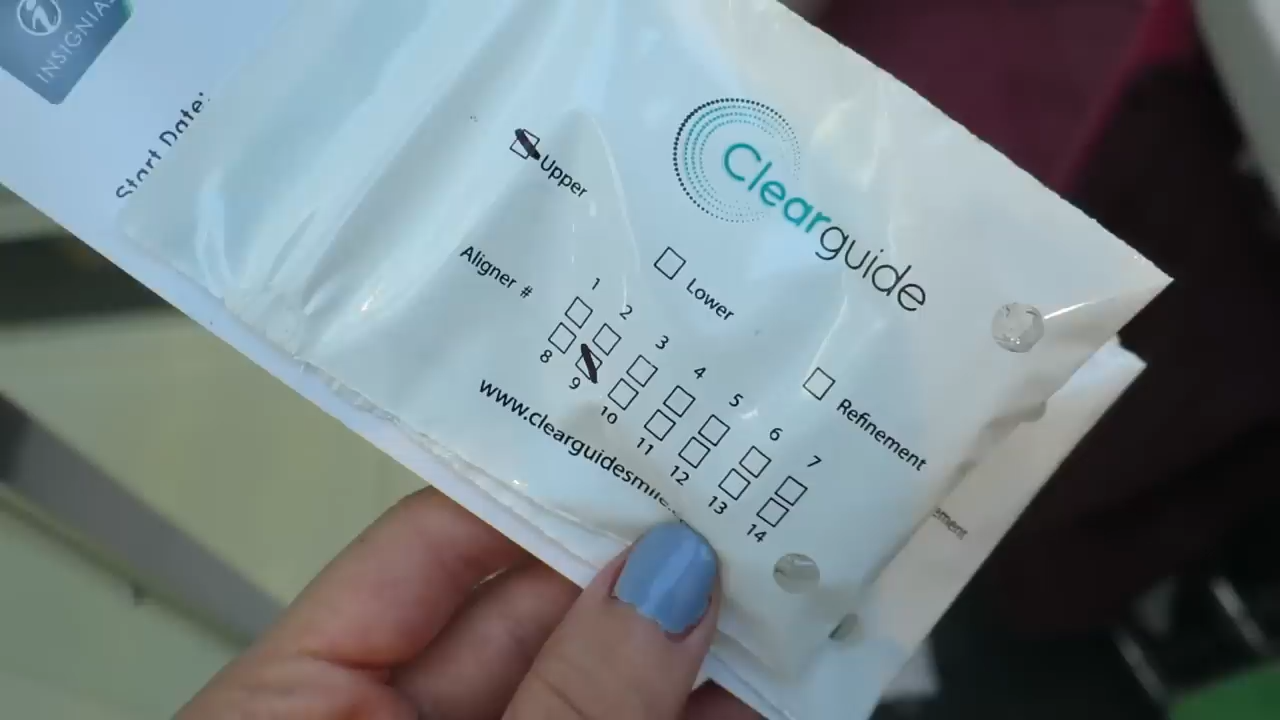 INSIGNIA
Start Date:
Clearguide
Upper
Lower
Refinement
Aligner #
1 2 3 4 5 6 7
8 9 10 11 12 13 14
www.clearguidesmile.
ement